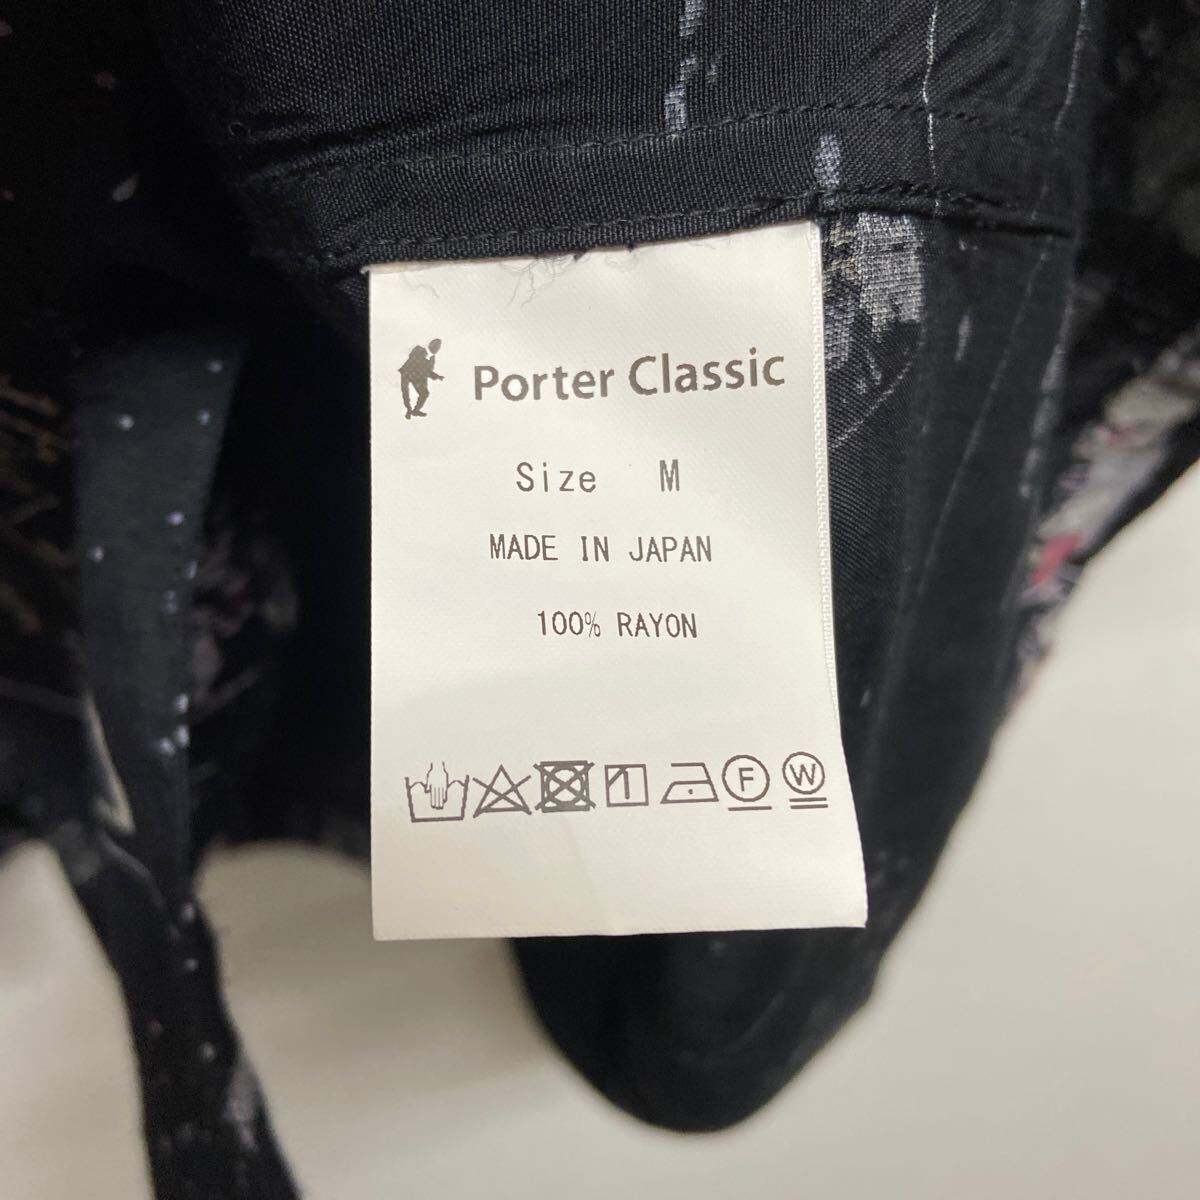 Porter Classic
Size M
MADE IN JAPAN
100% RAYON
F W